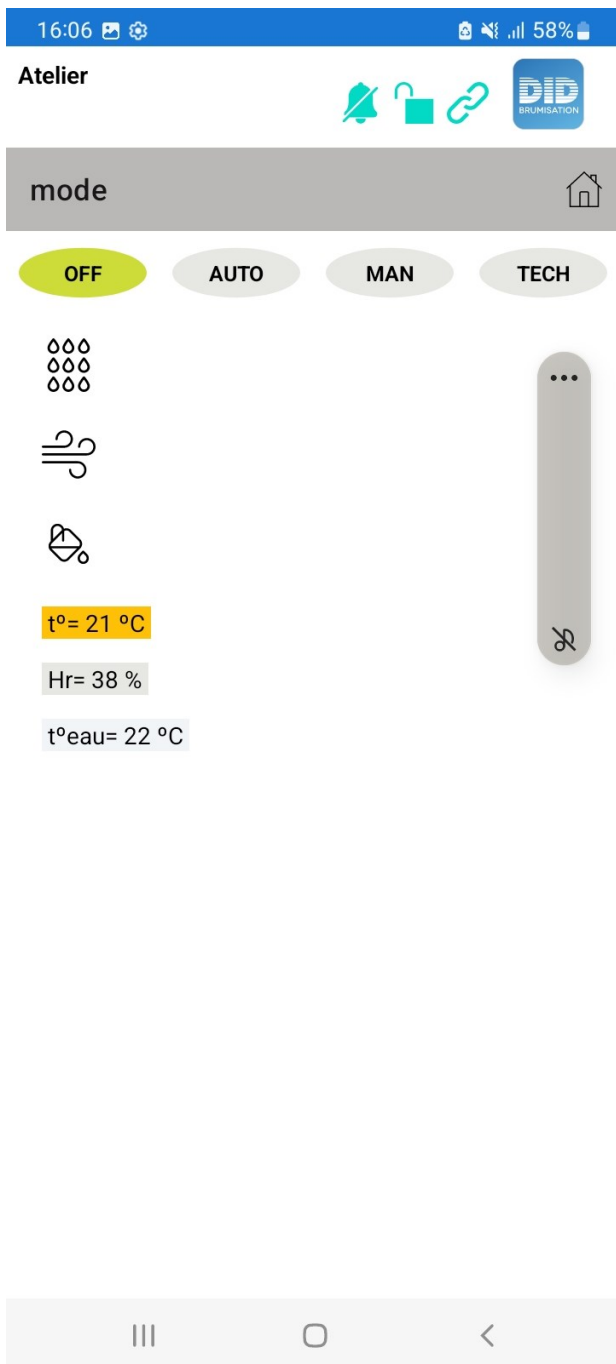 16:06 58%
Atelier
DID
BRUMISATION
mode
OFF AUTO MAN TECH
tº= 21 ºC
Hr= 38 %
tºeau= 22 ºC